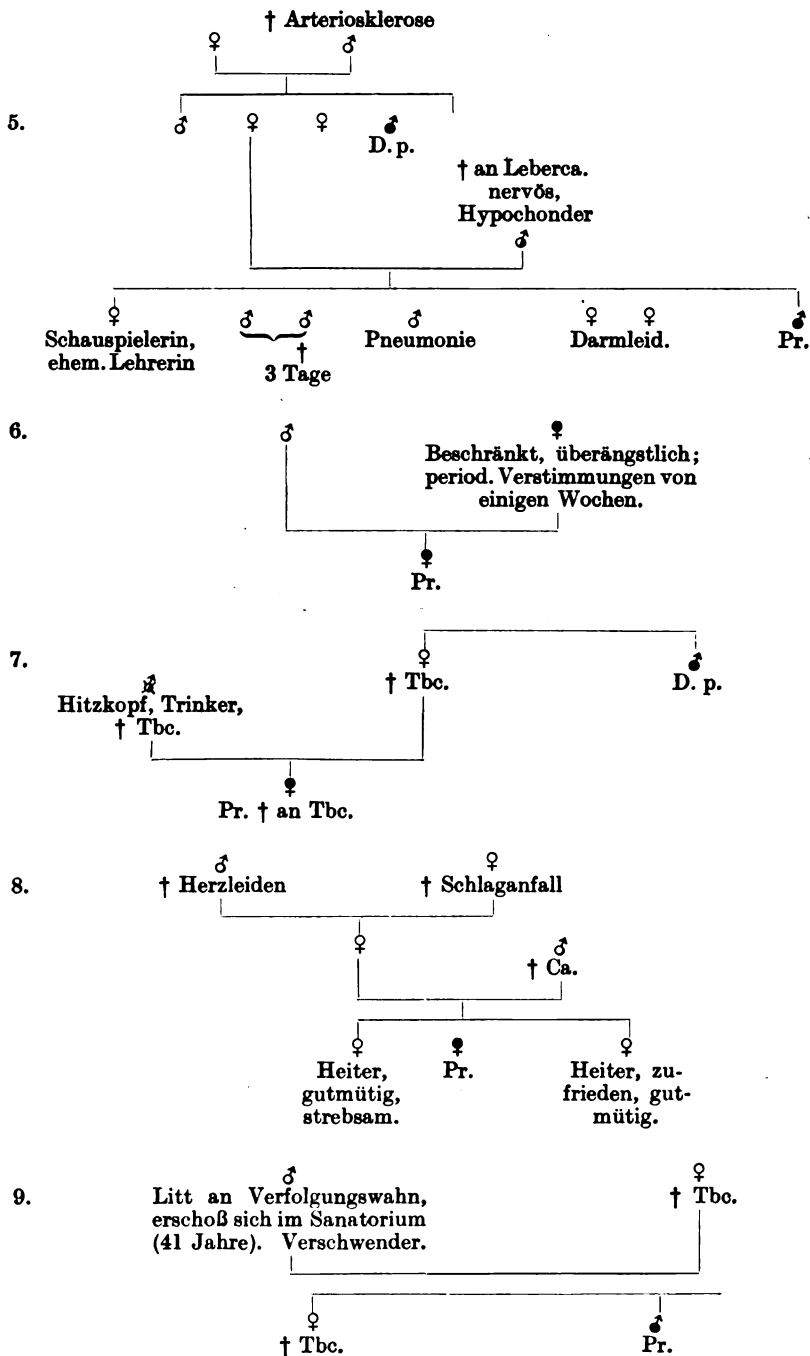 † Arteriosklerose
♀ ♂
5.
♂ ♀ ♀ ♂
D. p.
† an Leberca.
nervös,
Hypochonder
♂
♀ ♂ ♂ ♂ ♀ ♀ ♂
Schauspielerin, Pneumonie Darmleid. Pr.
ehem. Lehrerin †
3 Tage
6.
♂ ♀
Beschränkt, überängstlich;
period. Verstimmungen von
einigen Wochen.
♀
Pr.
7.
♂ ♀ ♂
† Tbc. D. p.
Hitzkopf, Trinker,
† Tbc.
♀
Pr. † an Tbc.
8.
♂ ♀
† Herzleiden † Schlaganfall
♀ ♂
† Ca.
♀ ♀ ♀
Heiter, Pr. Heiter, zu-
gutmütig, frieden, gut-
strebsam. mütig.
9.
♂ ♀
Litt an Verfolgungswahn, † Tbc.
erschoß sich im Sanatorium
(41 Jahre). Verschwender.
♀ ♂
† Tbc. Pr.